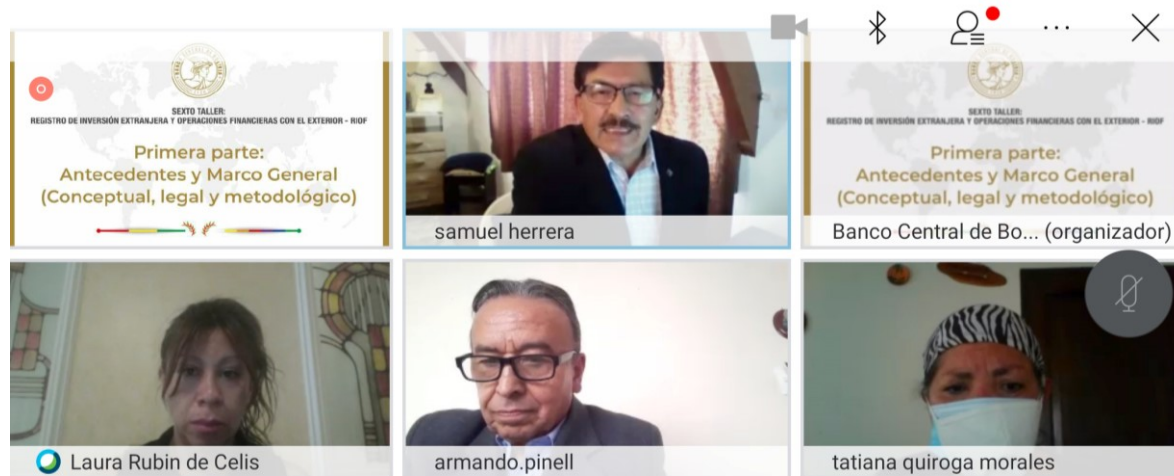 SEXTO TALLER:
REGISTRO DE INVERSIÓN EXTRANJERA Y OPERACIONES FINANCIERAS CON EL EXTERIOR - RIOF
Primera parte:
Antecedentes y Marco General
(Conceptual, legal y metodológico)
samuel herrera
SEXTO TALLER:
REGISTRO DE INVERSIÓN EXTRANJERA Y OPERACIONES FINANCIERAS CON EL EXTERIOR - RIOF
Primera parte:
Antecedentes y Marco General
(Conceptual, legal y metodológico)
Banco Central de Bo... (organizador)
Laura Rubin de Celis
armando.pinell
tatiana quiroga morales